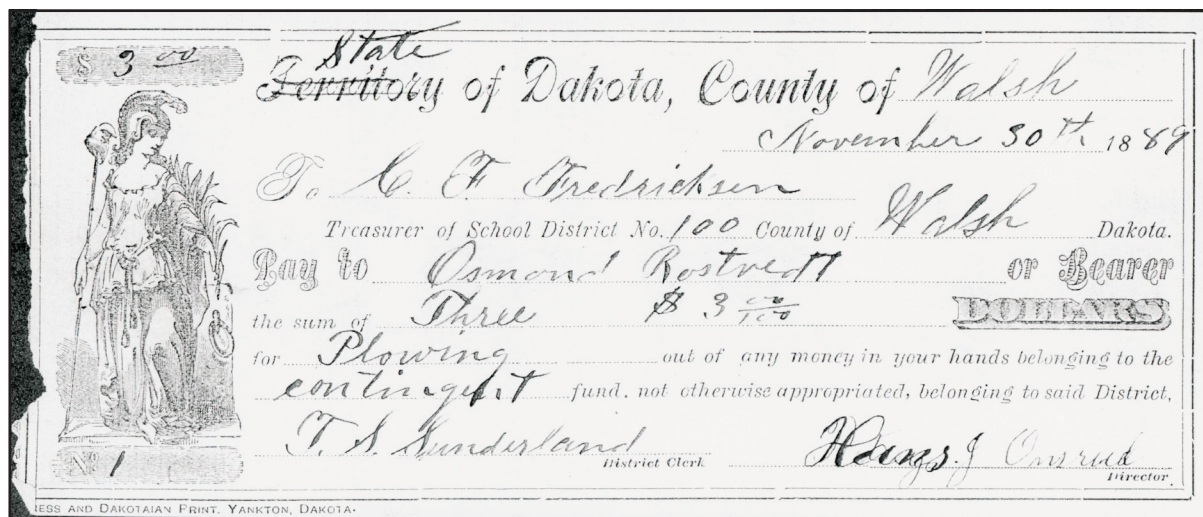 $ 3 00
State
Territory of Dakota, County of Walsh
November 30th 1889
To C. F. Fredricksen
Treasurer of School District No. 100 County of Walsh Dakota.
Pay to Osmond Rostvedt or Bearer
the sum of Three $ 3 00/100 DOLLARS
for Plowing out of any money in your hands belonging to the
contingent fund, not otherwise appropriated, belonging to said District,
T. S. Sunderland Hans. J Onsrud
District Clerk Director
No 1
ESS AND DAKOTAIAN PRINT. YANKTON, DAKOTA.